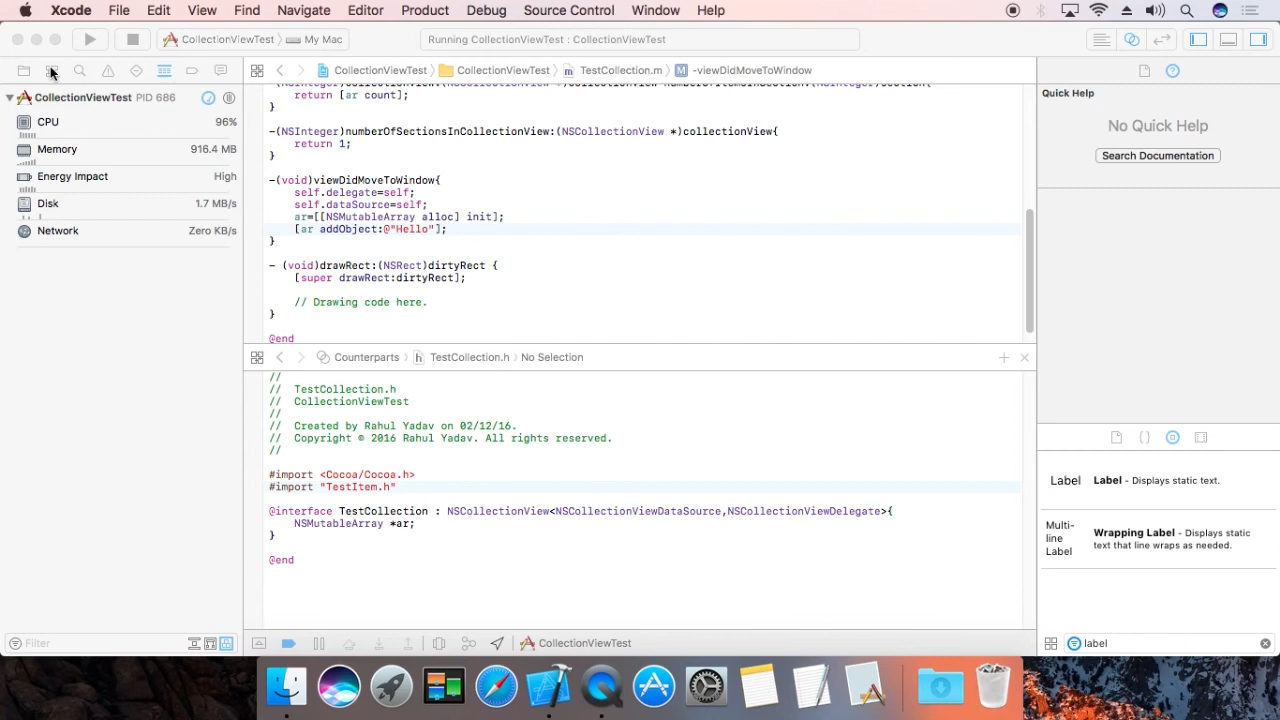 Xcode File Edit View Find Navigate Editor Product Debug Source Control Window Help
CollectionViewTest My Mac Running CollectionViewTest : CollectionViewTest
CollectionViewTest PID 686
CPU 96%
Memory 916.4 MB
Energy Impact High
Disk 1.7 MB/s
Network Zero KB/s
Filter
CollectionViewTest CollectionViewTest TestCollection.m -viewDidMoveToWindow
return [ar count];
}
-(NSInteger)numberOfSectionsInCollectionView:(NSCollectionView *)collectionView{
return 1;
}
-(void)viewDidMoveToWindow{
self.delegate=self;
self.dataSource=self;
ar=[[NSMutableArray alloc] init];
[ar addObject:@"Hello"];
}
- (void)drawRect:(NSRect)dirtyRect {
[super drawRect:dirtyRect];
// Drawing code here.
}
@end
Counterparts TestCollection.h No Selection
//
// TestCollection.h
// CollectionViewTest
//
// Created by Rahul Yadav on 02/12/16.
// Copyright © 2016 Rahul Yadav. All rights reserved.
//
#import <Cocoa/Cocoa.h>
#import "TestItem.h"
@interface TestCollection : NSCollectionView<NSCollectionViewDataSource,NSCollectionViewDelegate>{
NSMutableArray *ar;
}
@end
CollectionViewTest
Quick Help
No Quick Help
Search Documentation
Label Label - Displays static text.
Multi-line Label
Wrapping Label - Displays static
text that line wraps as needed.
label